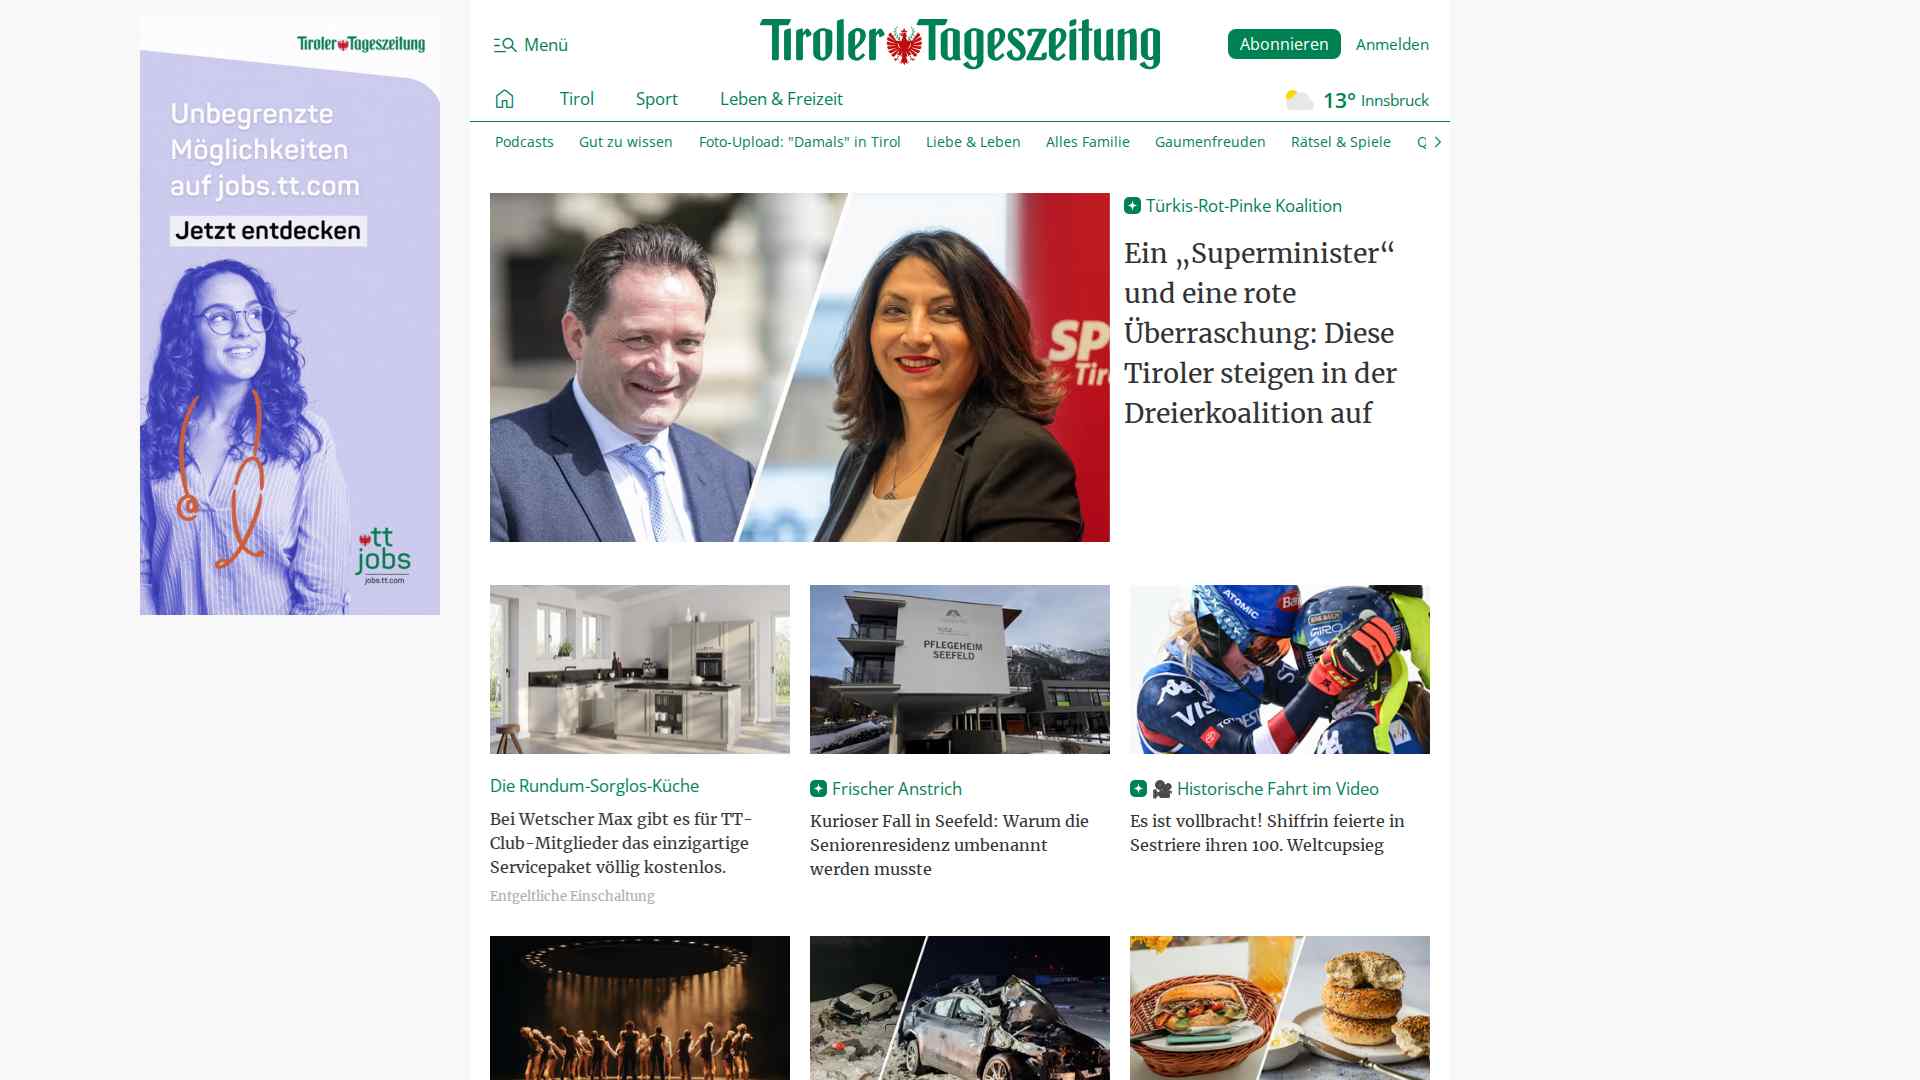 Tiroler Tageszeitung
Unbegrenzte
Möglichkeiten
auf jobs.tt.com
Jetzt entdecken
tt
jobs
jobs.tt.com
Menü
Tiroler Tageszeitung
Abonnieren
Anmelden
Tirol
Sport
Leben & Freizeit
13° Innsbruck
Podcasts
Gut zu wissen
Foto-Upload: "Damals" in Tirol
Liebe & Leben
Alles Familie
Gaumenfreuden
Rätsel & Spiele
Q
SP
Tir
Türkis-Rot-Pinke Koalition
Ein „Superminister“
und eine rote
Überraschung: Diese
Tiroler steigen in der
Dreierkoalition auf
Die Rundum-Sorglos-Küche
Bei Wetscher Max gibt es für TT-
Club-Mitglieder das einzigartige
Servicepaket völlig kostenlos.
Entgeltliche Einschaltung
PFLEGEHEIM
SEEFELD
Frischer Anstrich
Kurioser Fall in Seefeld: Warum die
Seniorenresidenz umbenannt
werden musste
ATOMIC
GIRO
VIS
Historische Fahrt im Video
Es ist vollbracht! Shiffrin feierte in
Sestriere ihren 100. Weltcupsieg